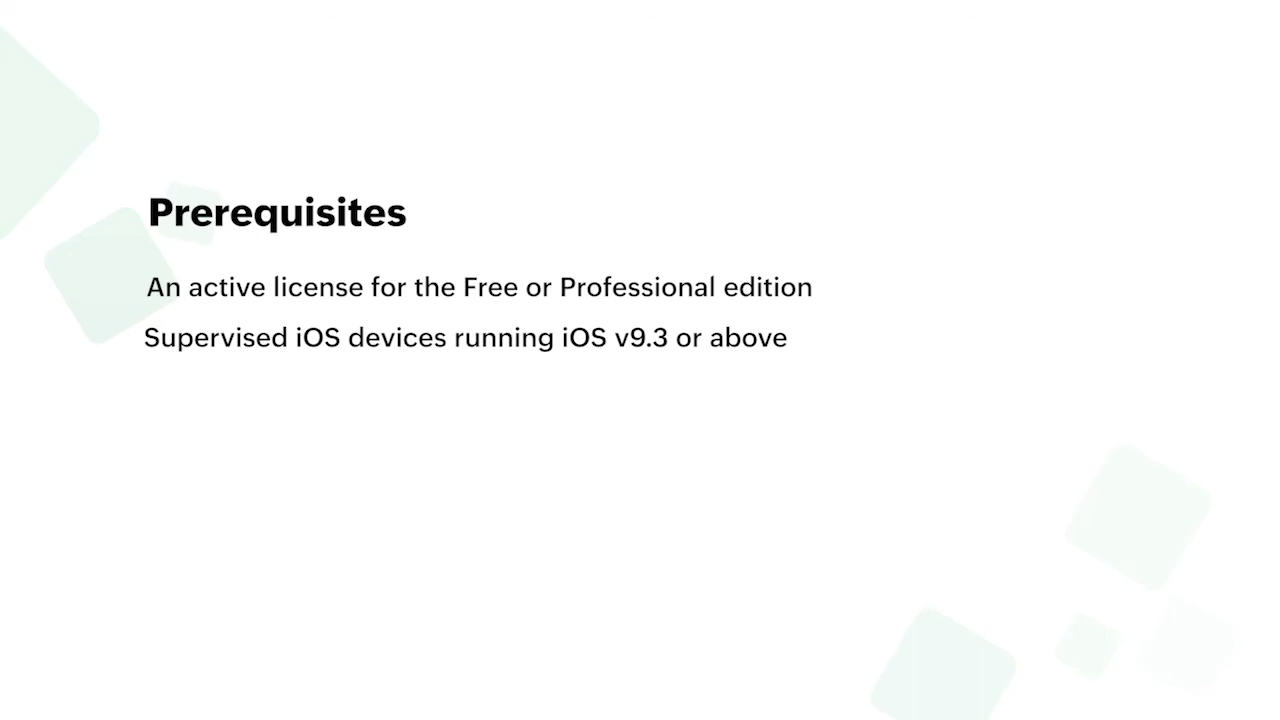 Prerequisites
An active license for the Free or Professional edition
Supervised iOS devices running iOS v9.3 or above